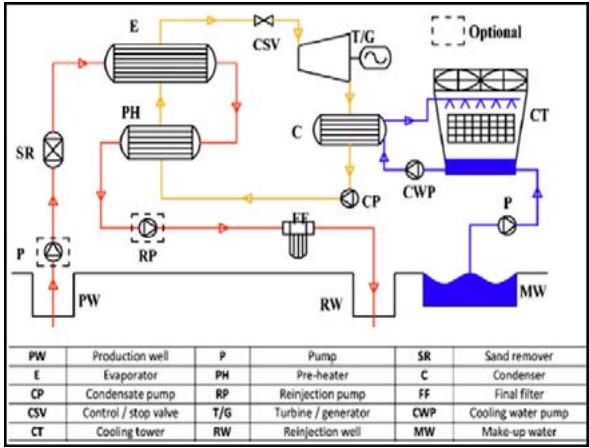 E
CSV
T/G
Optional
PH
SR
C
CT
CWP
CP
P
FF
P
RP
PW
RW
MW
PW Production well P Pump SR Sand remover
E Evaporator PH Pre-heater C Condenser
CP Condensate pump RP Reinjection pump FF Final filter
CSV Control / stop valve T/G Turbine / generator CWP Cooling water pump
CT Cooling tower RW Reinjection well MW Make-up water